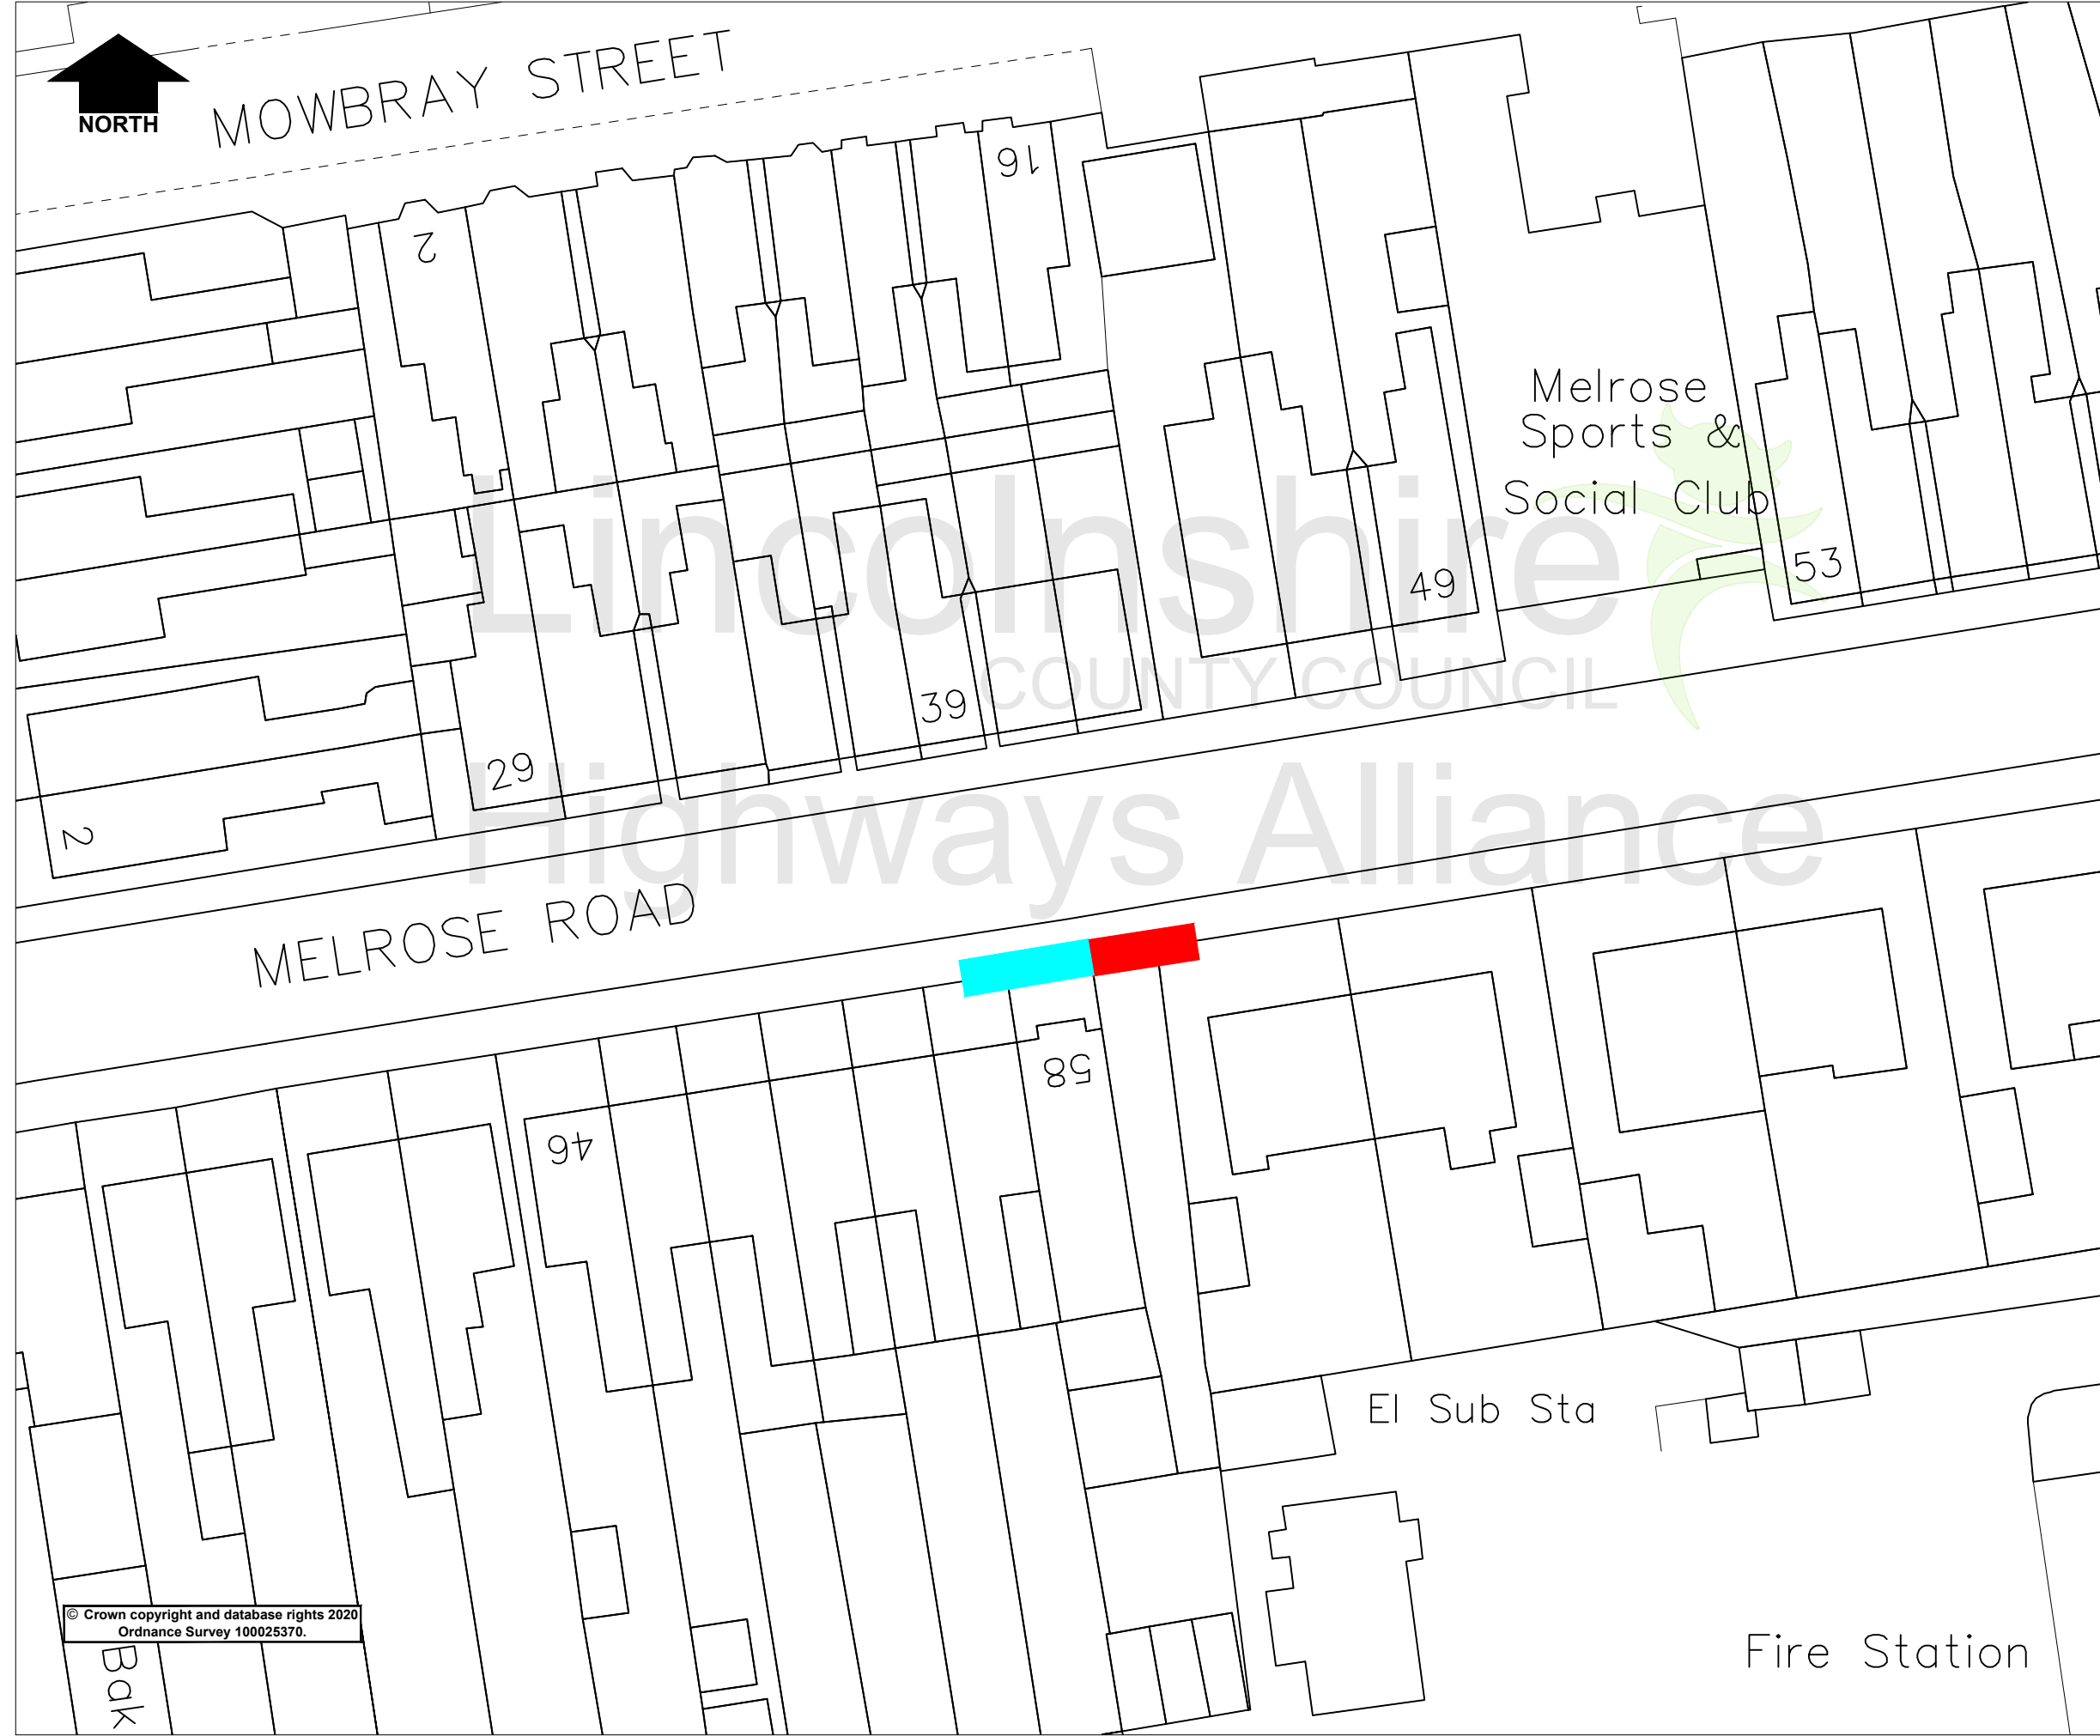 NORTH
MOWBRAY STREET
2
16
Melrose
Sports &
Social Club
53
49
39
29
2
Lincolnshire
COUNTY COUNCIL
Highways Alliance
MELROSE ROAD
58
46
El Sub Sta
Fire Station
© Crown copyright and database rights 2020
Ordnance Survey 100025370.
Bak